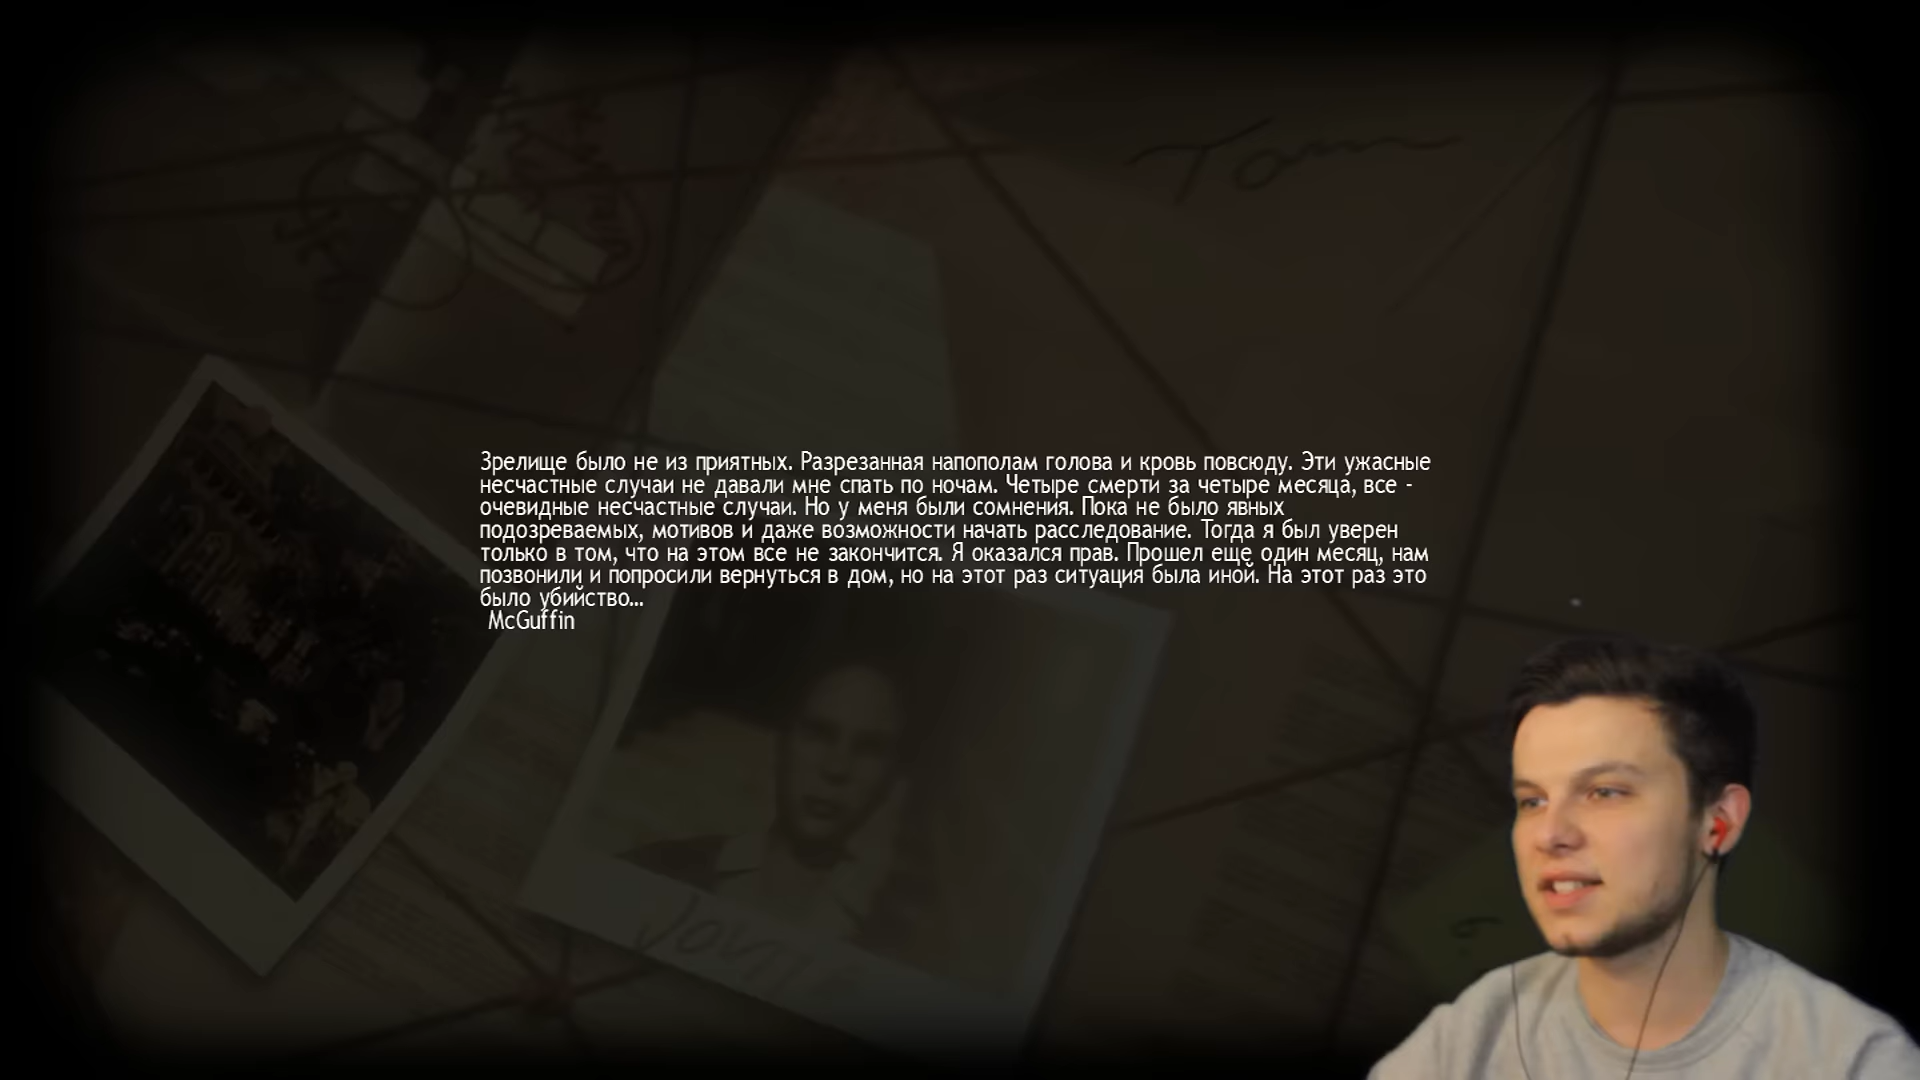 Tom
Зрелище было не из приятных. Разрезанная напополам голова и кровь повсюду. Эти ужасные
несчастные случаи не давали мне спать по ночам. Четыре смерти за четыре месяца, все -
очевидные несчастные случаи. Но у меня были сомнения. Пока не было явных
подозреваемых, мотивов и даже возможности начать расследование. Тогда я был уверен
только в том, что на этом все не закончится. Я оказался прав. Прошел еще один месяц, нам
позвонили и попросили вернуться в дом, но на этот раз ситуация была иной. На этот раз это
было убийство...
McGuffin